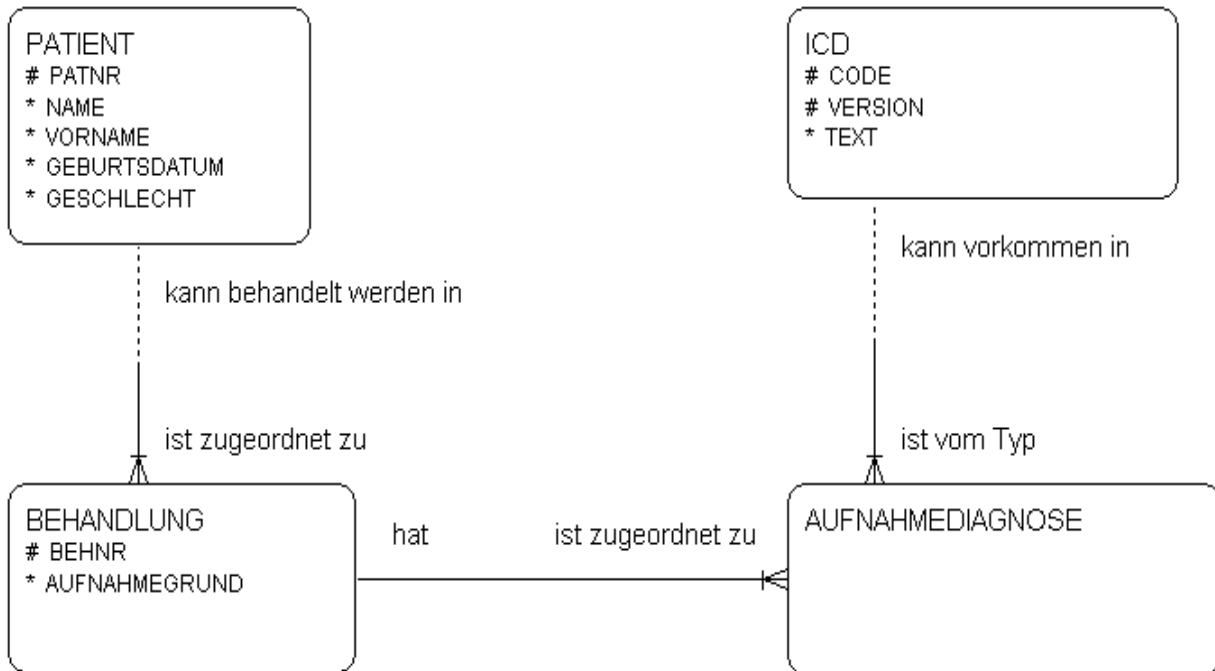 PATIENT
# PATNR
* NAME
* VORNAME
* GEBURTSDATUM
* GESCHLECHT
ICD
# CODE
# VERSION
* TEXT
kann behandelt werden in
kann vorkommen in
ist zugeordnet zu
ist vom Typ
BEHANDLUNG
# BEHNR
* AUFNAHMEGRUND
hat
ist zugeordnet zu
AUFNAHMEDIAGNOSE